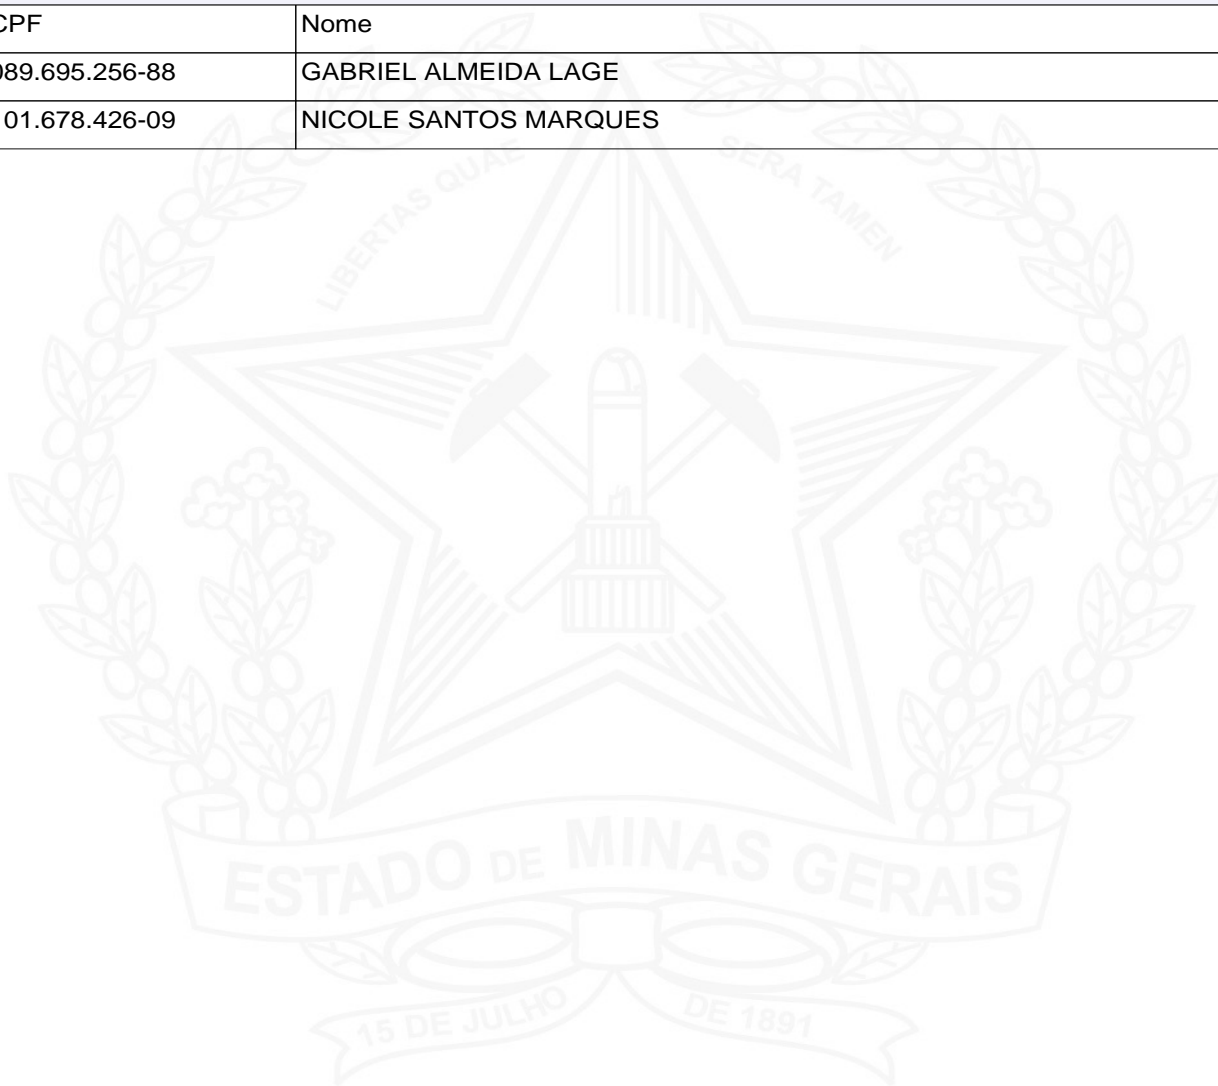 CPF Nome
089.695.256-88 GABRIEL ALMEIDA LAGE
01.678.426-09 NICOLE SANTOS MARQUES
LIBERTAS QUAE SERA TAMEN
ESTADO DE MINAS GERAIS
15 DE JULHO DE 1891